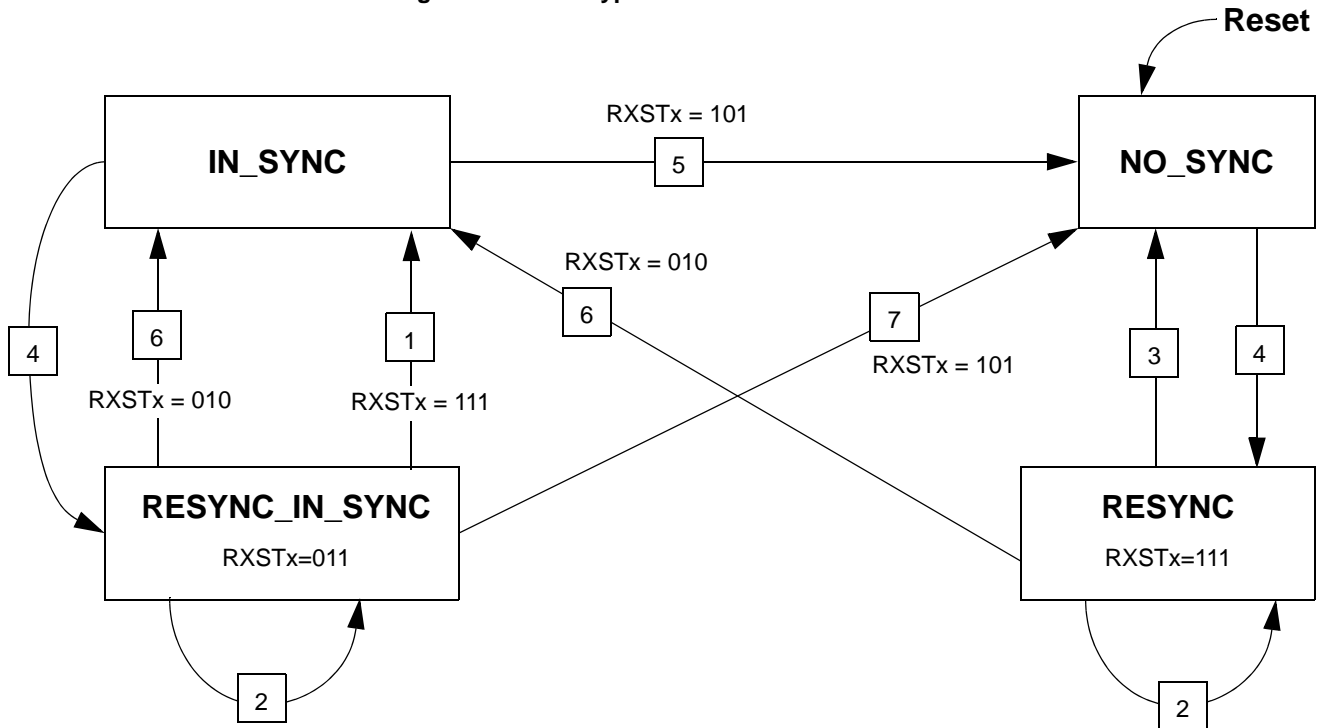 Reset
RXSTx = 101
IN_SYNC
5
NO_SYNC
RXSTx = 010
6
7
RXSTx = 101
4
6
1
3
4
RXSTx = 010
RXSTx = 111
RESYNC_IN_SYNC
RXSTx=011
RESYNC
RXSTx=111
2
2